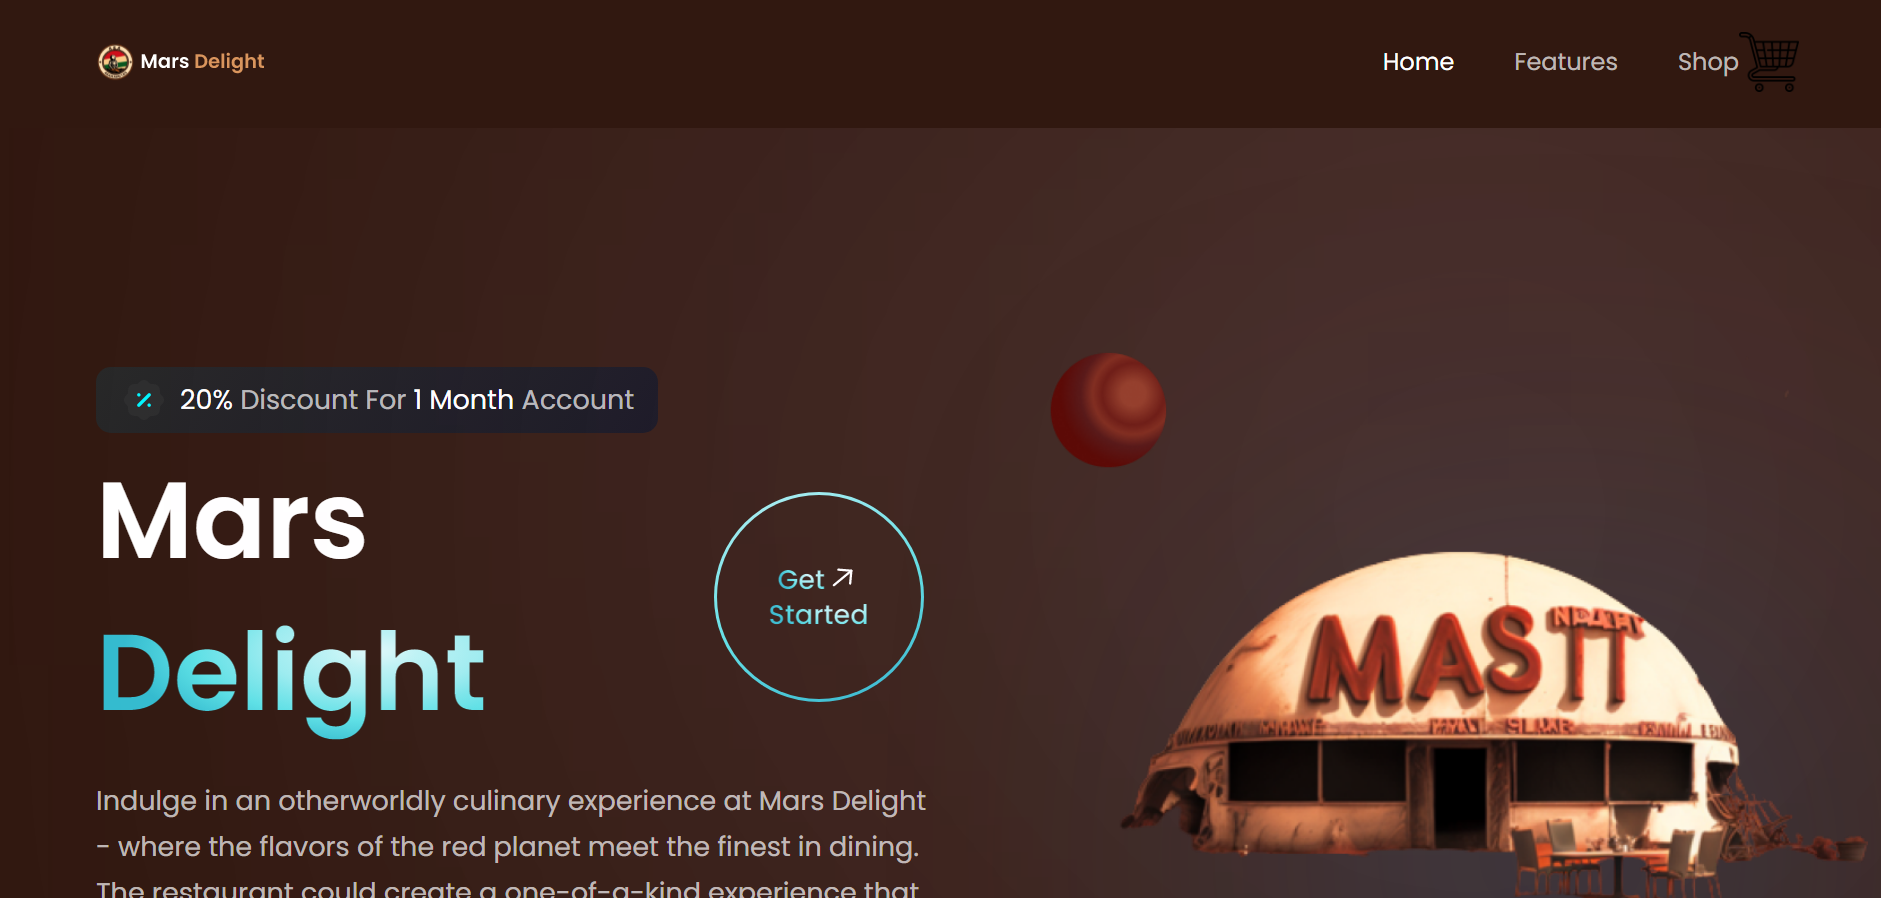 Mars Delight
Home
Features
Shop
20% Discount For 1 Month Account
Mars
Delight
Get
Started
Indulge in an otherworldly culinary experience at Mars Delight
- where the flavors of the red planet meet the finest in dining.
The restaurant could create a one-of-a-kind experience that
MAS